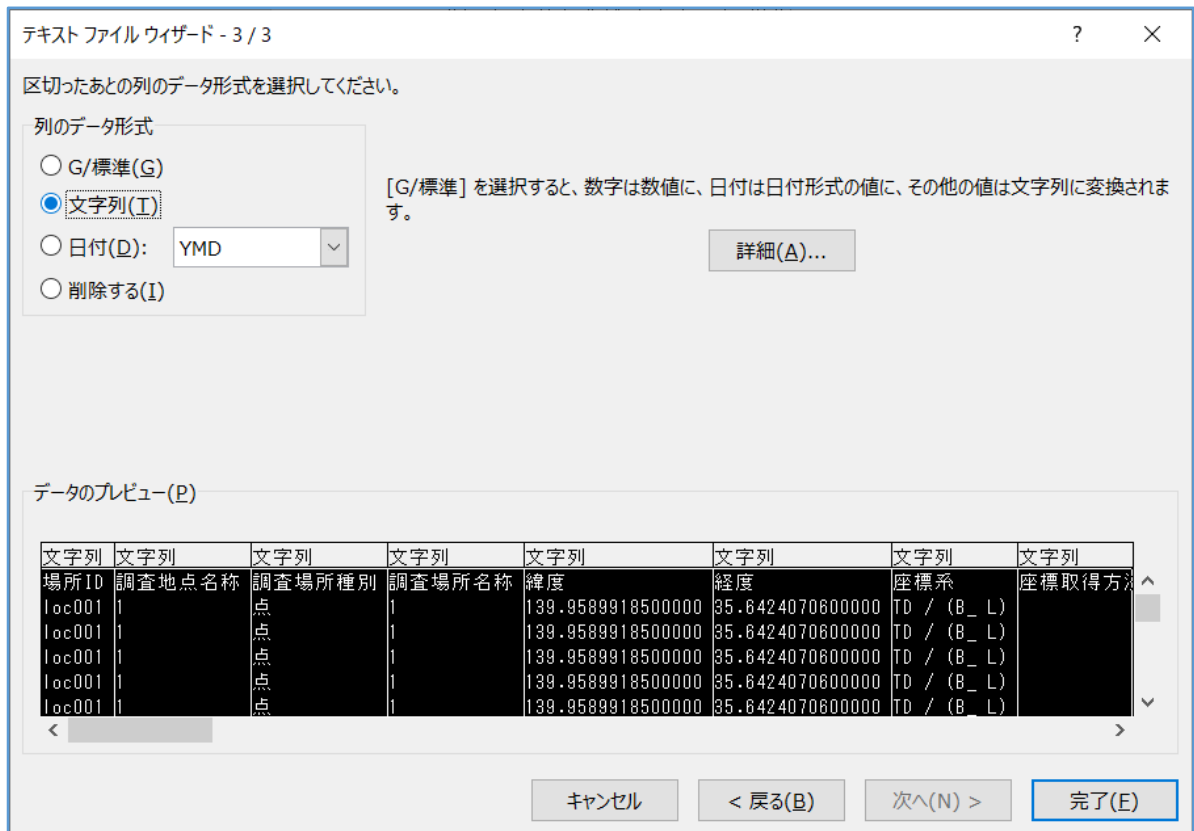 テキスト ファイル ウィザード - 3 / 3
?
区切ったあとの列のデータ形式を選択してください。
列のデータ形式
G/標準(G)
文字列(T)
日付(D): YMD
削除する(I)
[G/標準] を選択すると、数字は数値に、日付は日付形式の値に、その他の値は文字列に変換されま
す。
詳細(A)...
データのプレビュー(P)
文字列 文字列 文字列 文字列 文字列 文字列 文字列 文字列
場所ID 調査地点名称 調査場所種別 調査場所名称 緯度 経度 座標系 座標取得方法
loc001 1 点 1 139.9589918500000 35.6424070600000 TD / (B_ L)
loc001 1 点 1 139.9589918500000 35.6424070600000 TD / (B_ L)
loc001 1 点 1 139.9589918500000 35.6424070600000 TD / (B_ L)
loc001 1 点 1 139.9589918500000 35.6424070600000 TD / (B_ L)
loc001 1 点 1 139.9589918500000 35.6424070600000 TD / (B_ L)
キャンセル
< 戻る(B)
次へ(N) >
完了(F)